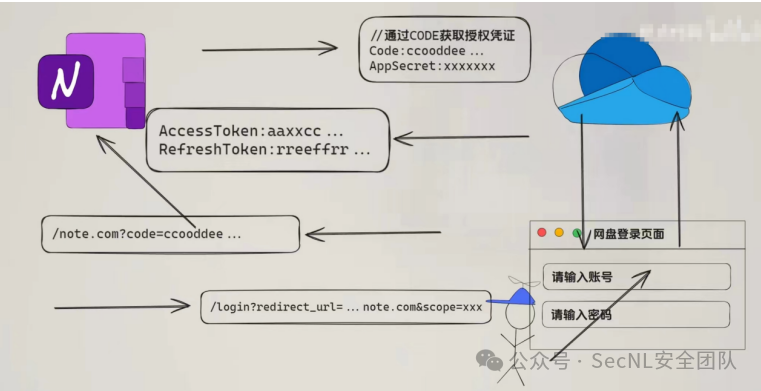 //通过CODE获取授权凭证
Code:ccooddee...
AppSecret:xxxxxxx
N
AccessToken:aaxxcc...
RefreshToken:rreeffrr...
/note.com?code=ccooddee...
网盘登录页面
请输入账号
/login?redirect_url=...note.com&scope=xxx
请输入密码
公众号·SecNL安全团队